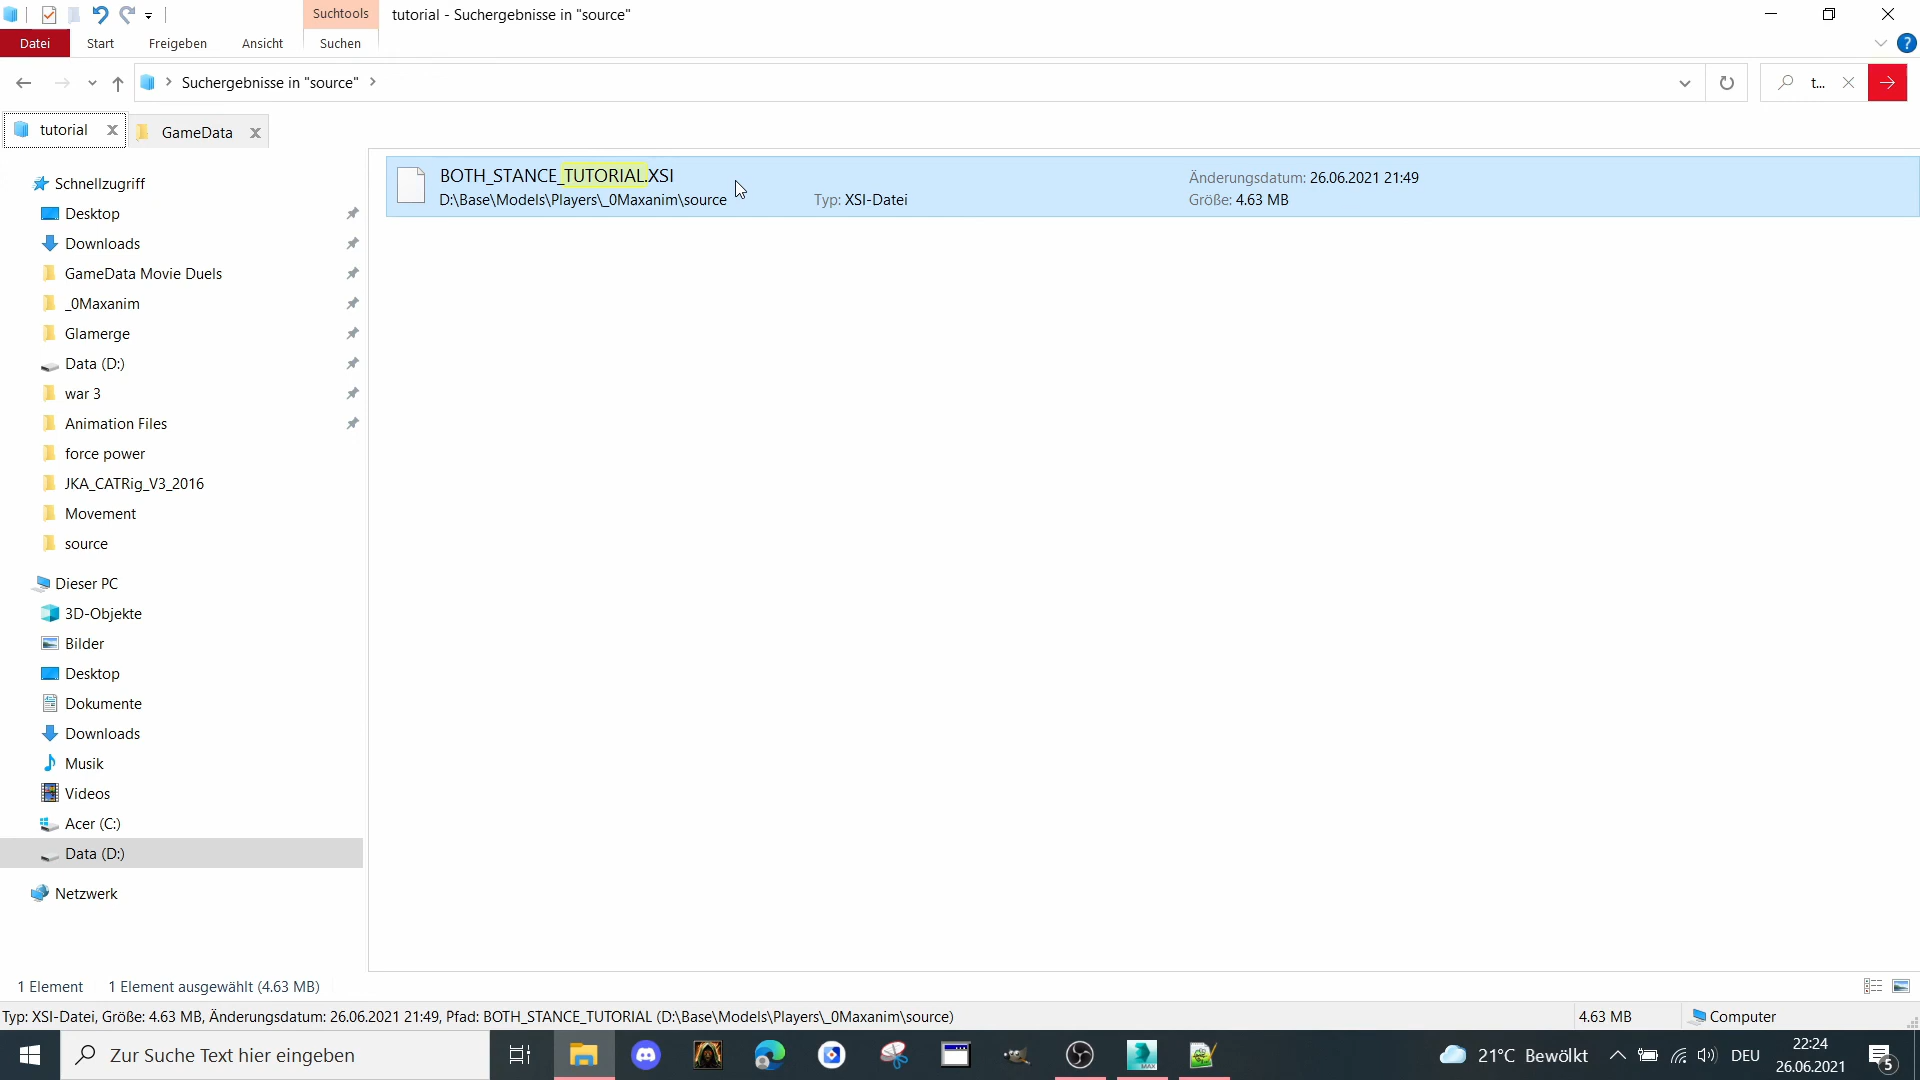 Suchtools
tutorial - Suchergebnisse in "source"
Datei
Start
Freigeben
Ansicht
Suchen
Suchergebnisse in "source"
t...
tutorial
GameData
Schnellzugriff
Desktop
Downloads
GameData Movie Duels
_0Maxanim
Glamerge
Data (D:)
war 3
Animation Files
force power
JKA_CATRig_V3_2016
Movement
source
Dieser PC
3D-Objekte
Bilder
Desktop
Dokumente
Downloads
Musik
Videos
Acer (C:)
Data (D:)
Netzwerk
BOTH_STANCE_TUTORIAL.XSI
D:\Base\Models\Players\_0Maxanim\source
Typ: XSI-Datei
Änderungsdatum: 26.06.2021 21:49
Größe: 4.63 MB
1 Element
1 Element ausgewählt (4.63 MB)
Typ: XSI-Datei, Größe: 4.63 MB, Änderungsdatum: 26.06.2021 21:49, Pfad: BOTH_STANCE_TUTORIAL (D:\Base\Models\Players\_0Maxanim\source)
4.63 MB
Computer
Zur Suche Text hier eingeben
MAX
21°C Bewölkt
DEU
22:24
26.06.2021
5